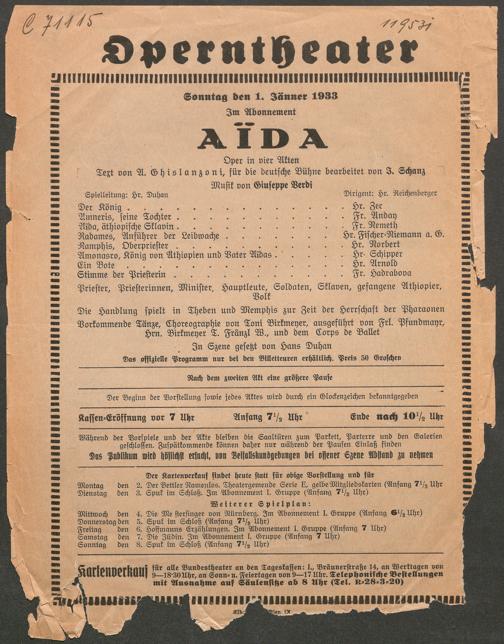 C 71115
119531
Operntheater
Sonntag den 1. Jänner 1933
Im Abonnement
AÏDA
Oper in vier Akten
Text von A. Ghislanzoni, für die deutsche Bühne bearbeitet von J. Schanz
Musik von Giuseppe Verdi
Spielleitung: Hr. Duhan Dirigent: Hr. Reichenberger
Der König . . . . . . . . . . . . . . . Hr. Zec
Amneris, seine Tochter . . . . . . . . . . . . Fr. Anday
Aïda, äthiopische Sklavin . . . . . . . . . . . Fr. Nemeth
Radames, Anführer der Leibwache . . . . . . . . Hr. Fischer-Niemann a. G.
Ramphis, Oberpriester . . . . . . . . . . . . Hr. Norbert
Amonasro, König von Äthiopien und Vater Aïdas . . . . . Hr. Schipper
Ein Bote . . . . . . . . . . . . . . . Hr. Arnold
Stimme der Priesterin . . . . . . . . . . . . Fr. Hadrabova
Priester, Priesterinnen, Minister, Hauptleute, Soldaten, Sklaven, gefangene Äthiopier,
Volk
Die Handlung spielt in Theben und Memphis zur Zeit der Herrschaft der Pharaonen
Vorkommende Tänze, Choreographie von Toni Birkmeyer, ausgeführt von Frl. Pfundmayr,
Hrn. Birkmeyer T. Fränzl W., und dem Corps de Ballet
In Szene gesetzt von Hans Duhan
Das offizielle Programm nur bei den Billetteuren erhältlich. Preis 50 Groschen
Nach dem zweiten Akt eine größere Pause
Der Beginn der Vorstellung sowie jedes Aktes wird durch ein Glockenzeichen bekanntgegeben
Kassen-Eröffnung vor 7 Uhr Anfang 7½ Uhr Ende nach 10½ Uhr
Während der Vorspiele und der Akte bleiben die Saaltüren zum Parkett, Parterre und den Galerien
geschlossen. Zuspätkommende können daher nur während der Pausen Einlaß finden
Das Publikum wird höflichst ersucht, von Beifallskundgebungen bei offener Szene Abstand zu nehmen
Der Kartenverkauf findet heute statt für obige Vorstellung und für
Montag den 2. Der Letzte Ramenlos. Theatergemeinde Serie E, gelbe Mitgliedskarten (Anfang 7½ Uhr)
Dienstag den 3. Spuk im Schloß. Im Abonnement I. Gruppe (Anfang 7½ Uhr)
Weiterer Spielplan:
Mittwoch den 4. Die Meistersinger von Nürnberg. Im Abonnement I. Gruppe (Anfang 6½ Uhr)
Donnerstag den 5. Spuk im Schloß (Anfang 7½ Uhr)
Freitag den 6. Hoffmanns Erzählungen. Im Abonnement I. Gruppe (Anfang 7 Uhr)
Samstag den 7. Die Jüdin. Im Abonnement I. Gruppe (Anfang 7 Uhr)
Sonntag den 8. Spuk im Schloß (Anfang 7½ Uhr)
Kartenverkauf für alle Bundestheater an den Tageskassen: I., Bräunerstraße 14, an Werktagen von
9—18·30 Uhr, an Sonn- u. Feiertagen von 9—17 Uhr. Telephonische Bestellungen
mit Ausnahme auf Säulensitze ab 8 Uhr (Tel. R-28-3-20)
Wien, IX